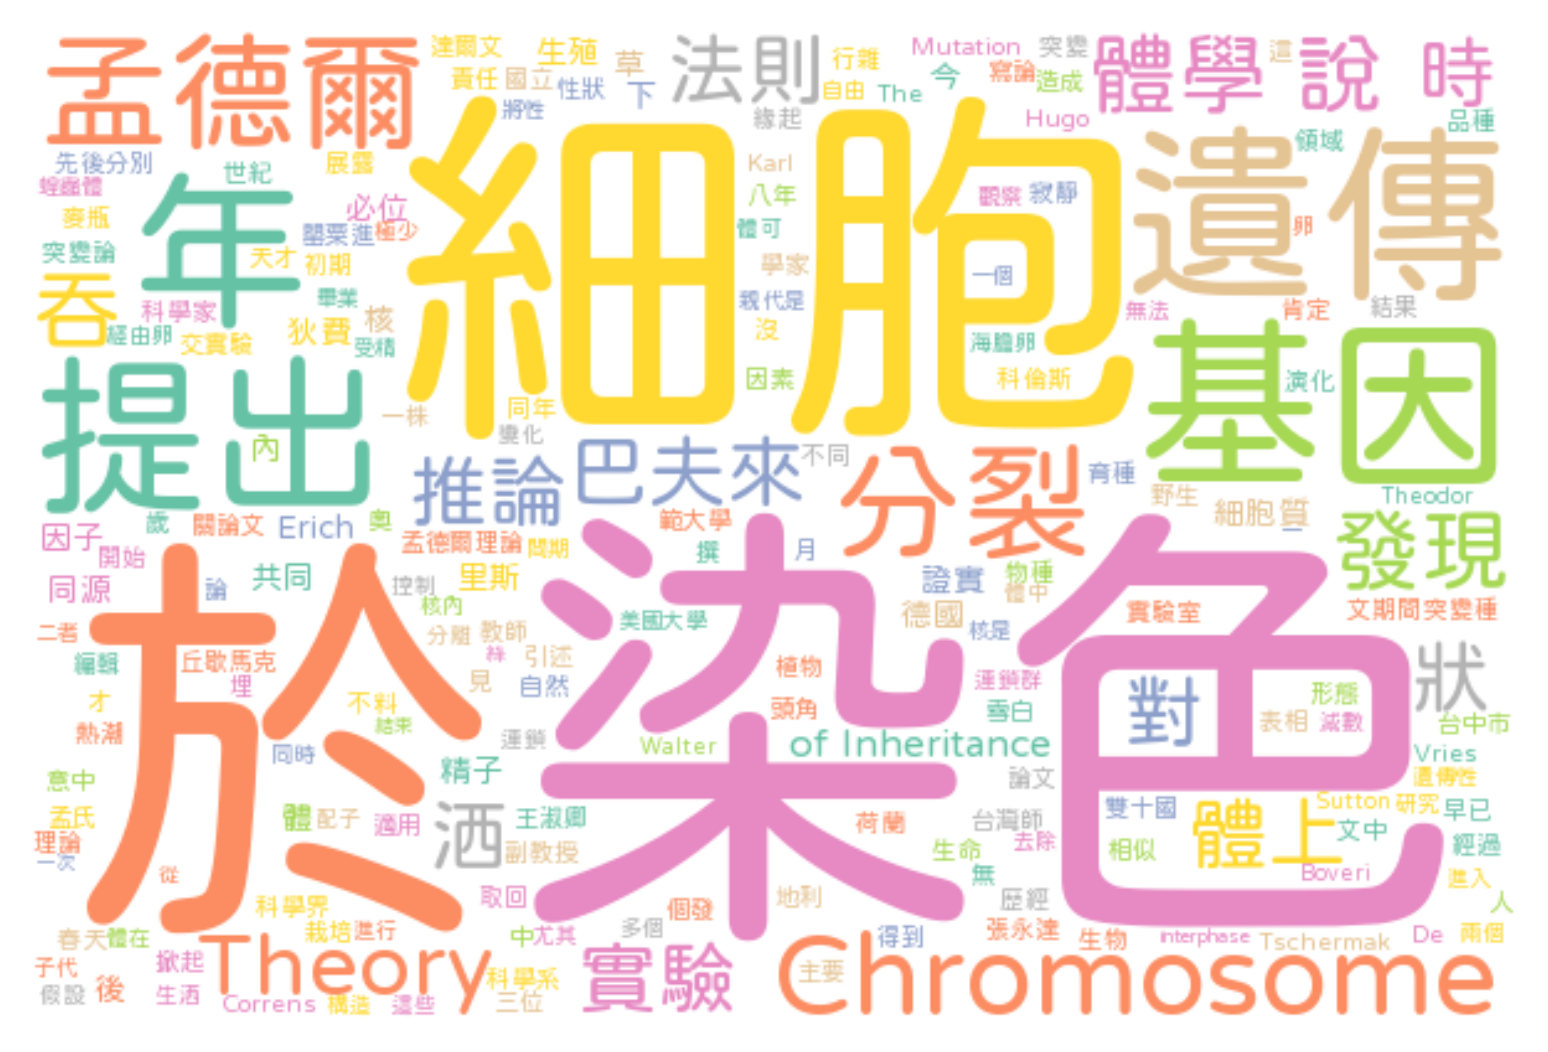 孟德爾
達爾文
生殖
草
法則
行雜
Mutation
突變
體學
說
這
時
責任
國立
性狀
下
自由
The
今
寫論
造成
將性
緣起
Hugo
品種
先後分別
世紀
展露
細胞
Karl
領域
遺傳
年
必位
八年
觀察
寂靜
麥瓶
罌粟進
極少
體可
卵
突變論
天才
初期
學家
一個
吞
科學家
畢業
核
親代是
無法
肯定
結果
經由卵
交實驗
狄費
受精
沒
海膽卵
基因
提出
因素
科倫斯
演化
一株
同年
變化
內
推論
巴夫來
不同
分裂
育種
野生
細胞質
Theodor
因子
歲
關論文
Erich
奧
孟德爾理論
間期
範大學
撰
月
發現
開始
同源
論
共同
控制
里斯
證實
物種
體中
二者
核內
美國大學
德國
核是
實驗室
文期間突變種
於
染色
分離
教師
編輯
丘歇馬克
埋
絲
引述
見
自然
植物
連鎖群
對
形態
狀
才
不料
頭角
雪白
表相
減數
台中市
熱潮
結果
同時
連鎖
Walter
of Inheritance
Vries
意中
精子
論文
遺傳性
孟氏
體
配子
適用
洒
王淑卿
荷蘭
台灣師
雙十國
體上
Sutton
研究
早已
理論
副教授
生命
去除
相似
文中
經過
一次
從
無
Boveri
進入
科學界
取回
個發
地利
歷經
人
春天
體在
栽培
進行
中
尤其
多個
得到
張永達
生物
interphase
Tschermak
De
兩個
子代
掀起
Theory
科學系
實驗
主要
Chromosome
假設
後
生洒
Correns
構造
這些
三位